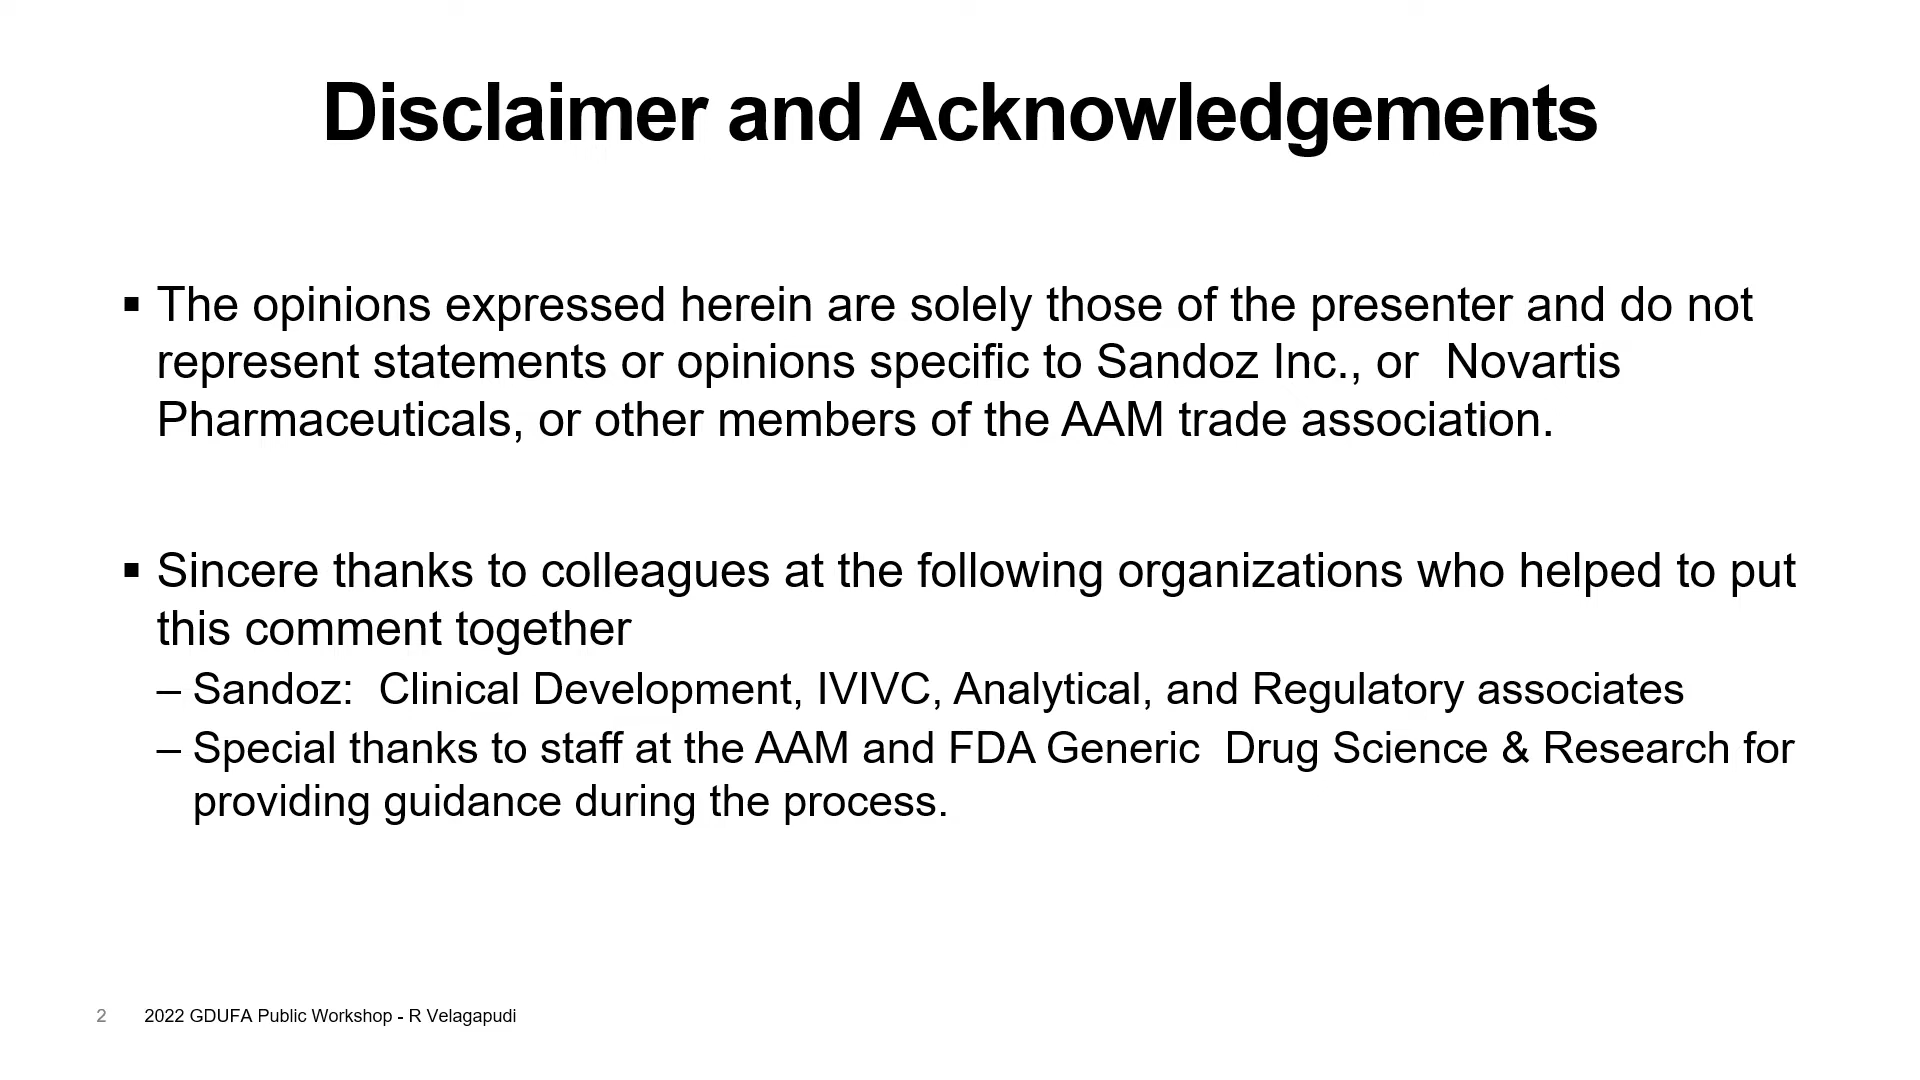 Disclaimer and Acknowledgements
▪ The opinions expressed herein are solely those of the presenter and do not
represent statements or opinions specific to Sandoz Inc., or  Novartis
Pharmaceuticals, or other members of the AAM trade association.
▪ Sincere thanks to colleagues at the following organizations who helped to put
this comment together
– Sandoz:  Clinical Development, IVIVC, Analytical, and Regulatory associates
– Special thanks to staff at the AAM and FDA Generic  Drug Science & Research for
providing guidance during the process.
2 2022 GDUFA Public Workshop - R Velagapudi